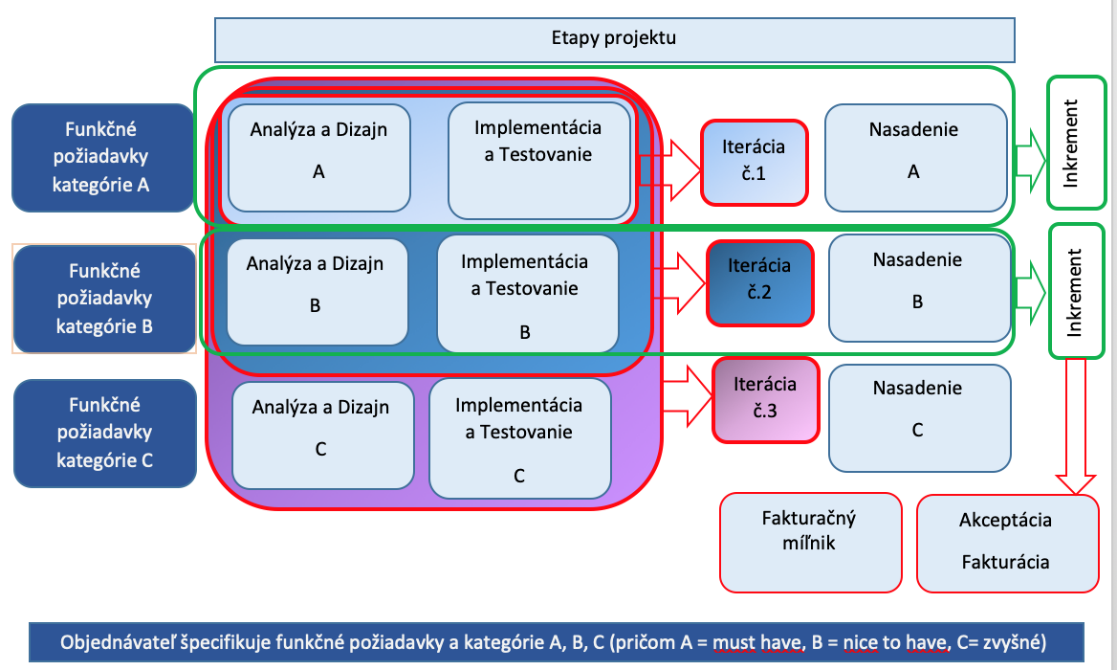 Etapy projektu
Funkčné
požiadavky
kategórie A
Analýza a Dizajn
A
Implementácia
a Testovanie
Iterácia
č.1
Nasadenie
A
Inkrement
Funkčné
požiadavky
kategórie B
Analýza a Dizajn
B
Implementácia
a Testovanie
B
Iterácia
č.2
Nasadenie
B
Inkrement
Funkčné
požiadavky
kategórie C
Analýza a Dizajn
C
Implementácia
a Testovanie
C
Iterácia
č.3
Nasadenie
C
Fakturačný
míľnik
Akceptácia
Fakturácia
Objednávateľ špecifikuje funkčné požiadavky a kategórie A, B, C (pričom A = must have, B = nice to have, C= zvyšné)